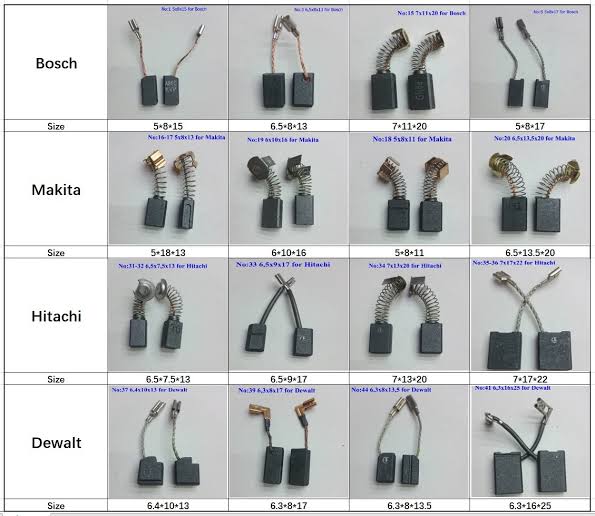 Bosch
No:1 5x8x15 for Bosch
No:3 6,5x8x13 for Bosch
No:15 7x11x20 for Bosch
No:5 5x8x17 for Bosch
Size
5*8*15
6.5*8*13
7*11*20
5*8*17
Makita
No:16-17 5x8x13 for Makita
No:19 6x10x16 for Makita
No:18 5x8x11 for Makita
No:20 6,5x13,5x20 for Makita
Size
5*18*13
6*10*16
5*8*11
6.5*13.5*20
Hitachi
No:31-32 6,5x7,5x13 for Hitachi
No:33 6,5x9x17 for Hitachi
No:34 7x13x20 for Hitachi
No:35-36 7x17x22 for Hitachi
Size
6.5*7.5*13
6.5*9*17
7*13*20
7*17*22
Dewalt
No:37 6,4x10x13 for Dewalt
No:39 6,3x8x17 for Dewalt
No:44 6,3x8x13,5 for Dewalt
No:41 6,3x16x25 for Dewalt
Size
6.4*10*13
6.3*8*17
6.3*8*13.5
6.3*16*25